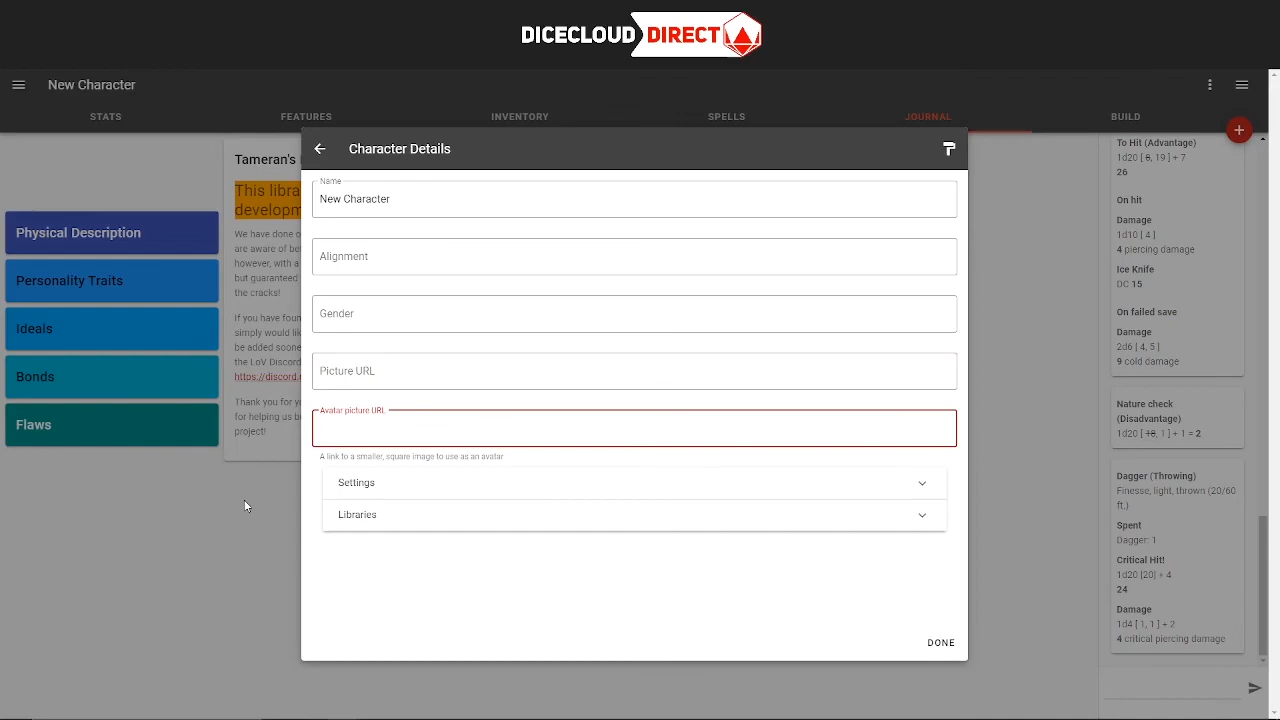 DICECLOUD DIRECT
New Character
STATS
FEATURES
INVENTORY
SPELLS
JOURNAL
BUILD
Physical Description
Personality Traits
Ideals
Bonds
Flaws
Tameran's
This libra
developm
We have done o
are aware of be
however, with a
but guaranteed
the cracks!
If you have foun
simply would lik
be added soone
the LoV Discord
https://discord.
Thank you for y
for helping us bu
project!
Character Details
Name
New Character
Alignment
Gender
Picture URL
Avatar picture URL
A link to a smaller, square image to use as an avatar
Settings
Libraries
DONE
To Hit (Advantage)
1d20 [ 8, 19 ] + 7
26
On hit
Damage
1d10 [ 4 ]
4 piercing damage
Ice Knife
DC 15
On failed save
Damage
2d6 [ 4, 5 ]
9 cold damage
Nature check
(Disadvantage)
1d20 [ 18, 1 ] + 1 = 2
Dagger (Throwing)
Finesse, light, thrown (20/60
ft.)
Spent
Dagger: 1
Critical Hit!
1d20 [20] + 4
24
Damage
1d4 [ 1, 1 ] + 2
4 critical piercing damage